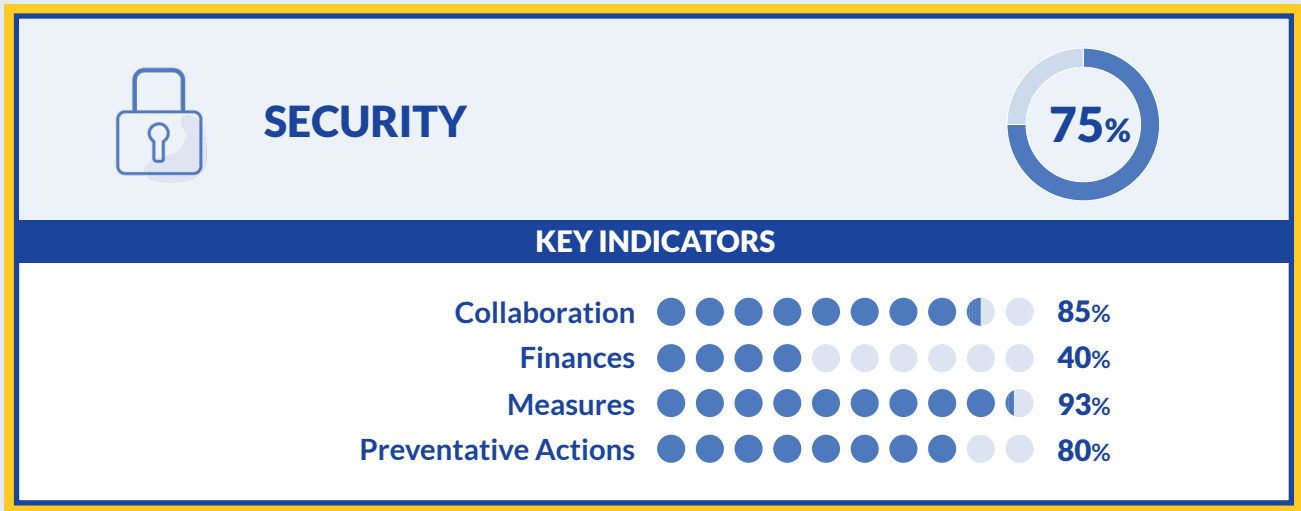 SECURITY
75%
KEY INDICATORS
Collaboration 85%
Finances 40%
Measures 93%
Preventative Actions 80%